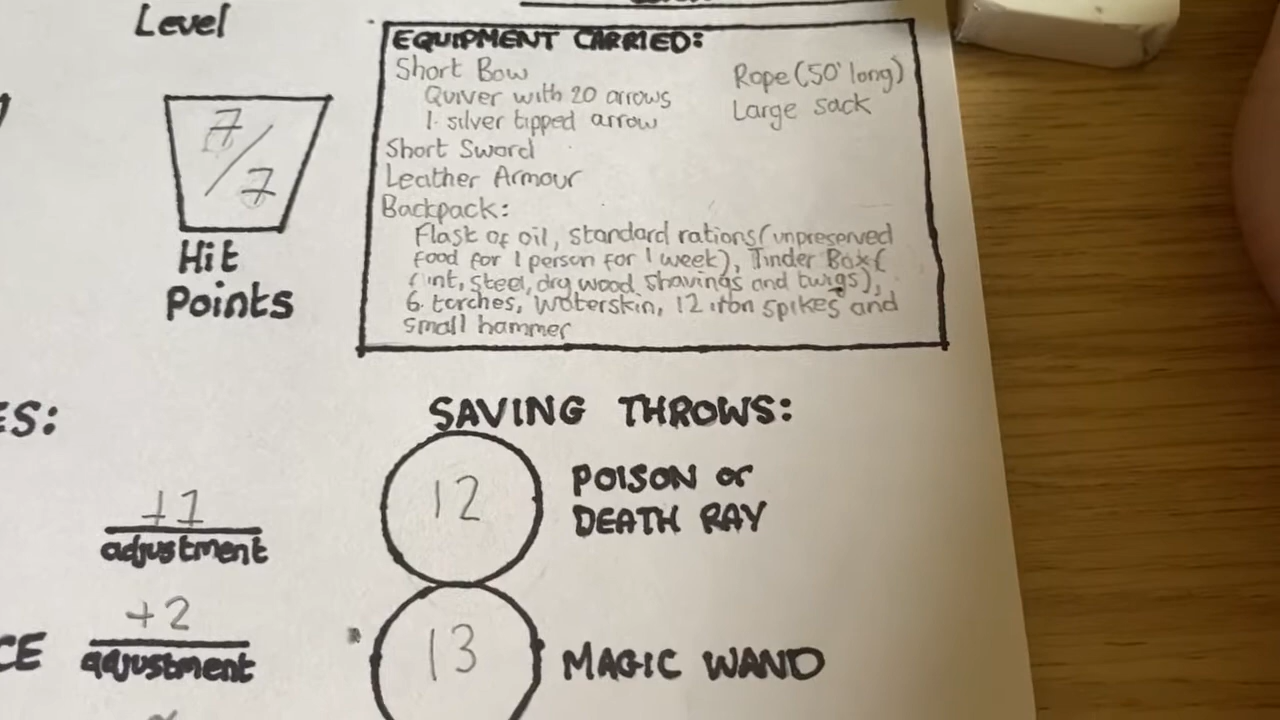 Level
EQUIPMENT CARRIED:
Short Bow
Quiver with 20 arrows
1 silver tipped arrow
Rope (50' long)
Large sack
Short Sword
Leather Armour
Backpack:
Flask of oil, standard rations (unpreserved
food for 1 person for 1 week), Tinder Box (
steel, dry wood shavings and twigs),
6 torches, Waterskin, 12 iron spikes and
small hammer
7/7
Hit
Points
ES:
SAVING THROWS:
12
POISON or
DEATH RAY
+1
adjustment
+2
CE adjustment
13
MAGIC WAND